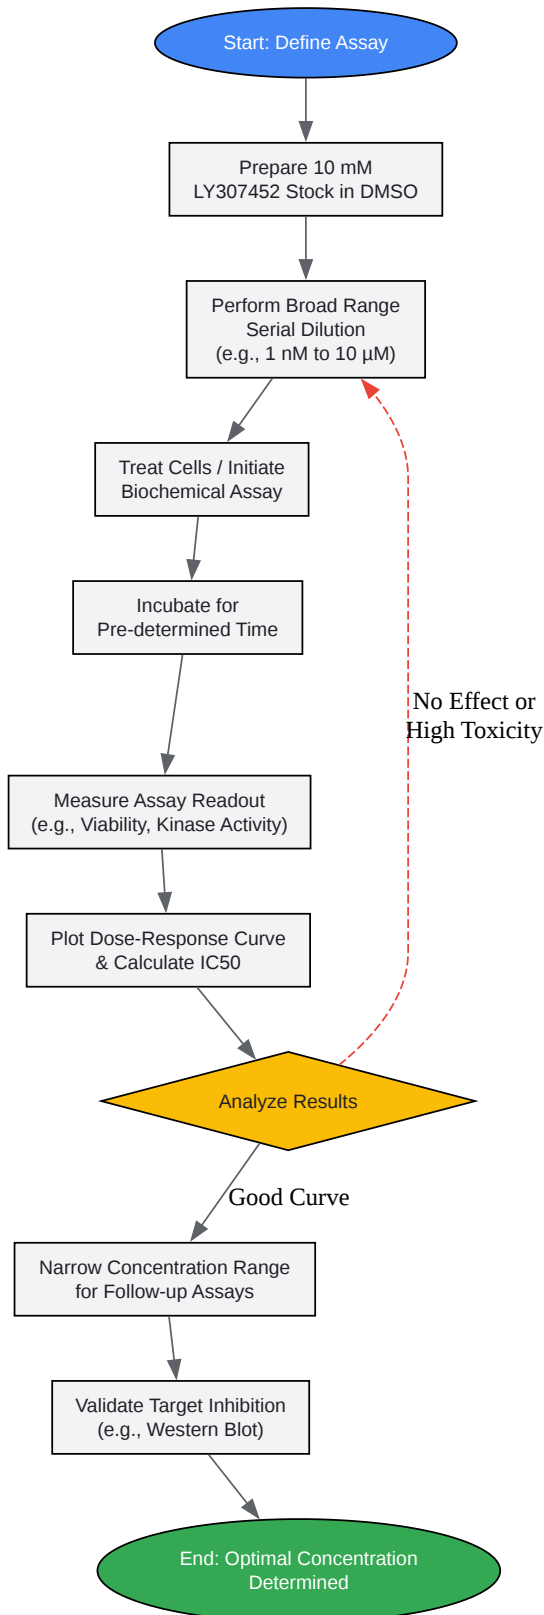 Start: Define Assay
Prepare 10 mM
LY307452 Stock in DMSO
Perform Broad Range
Serial Dilution
(e.g., 1 nM to 10 µM)
Treat Cells / Initiate
Biochemical Assay
Incubate for
Pre-determined Time
No Effect or
High Toxicity
Measure Assay Readout
(e.g., Viability, Kinase Activity)
Plot Dose-Response Curve
& Calculate IC50
Analyze Results
Good Curve
Narrow Concentration Range
for Follow-up Assays
Validate Target Inhibition
(e.g., Western Blot)
End: Optimal Concentration
Determined